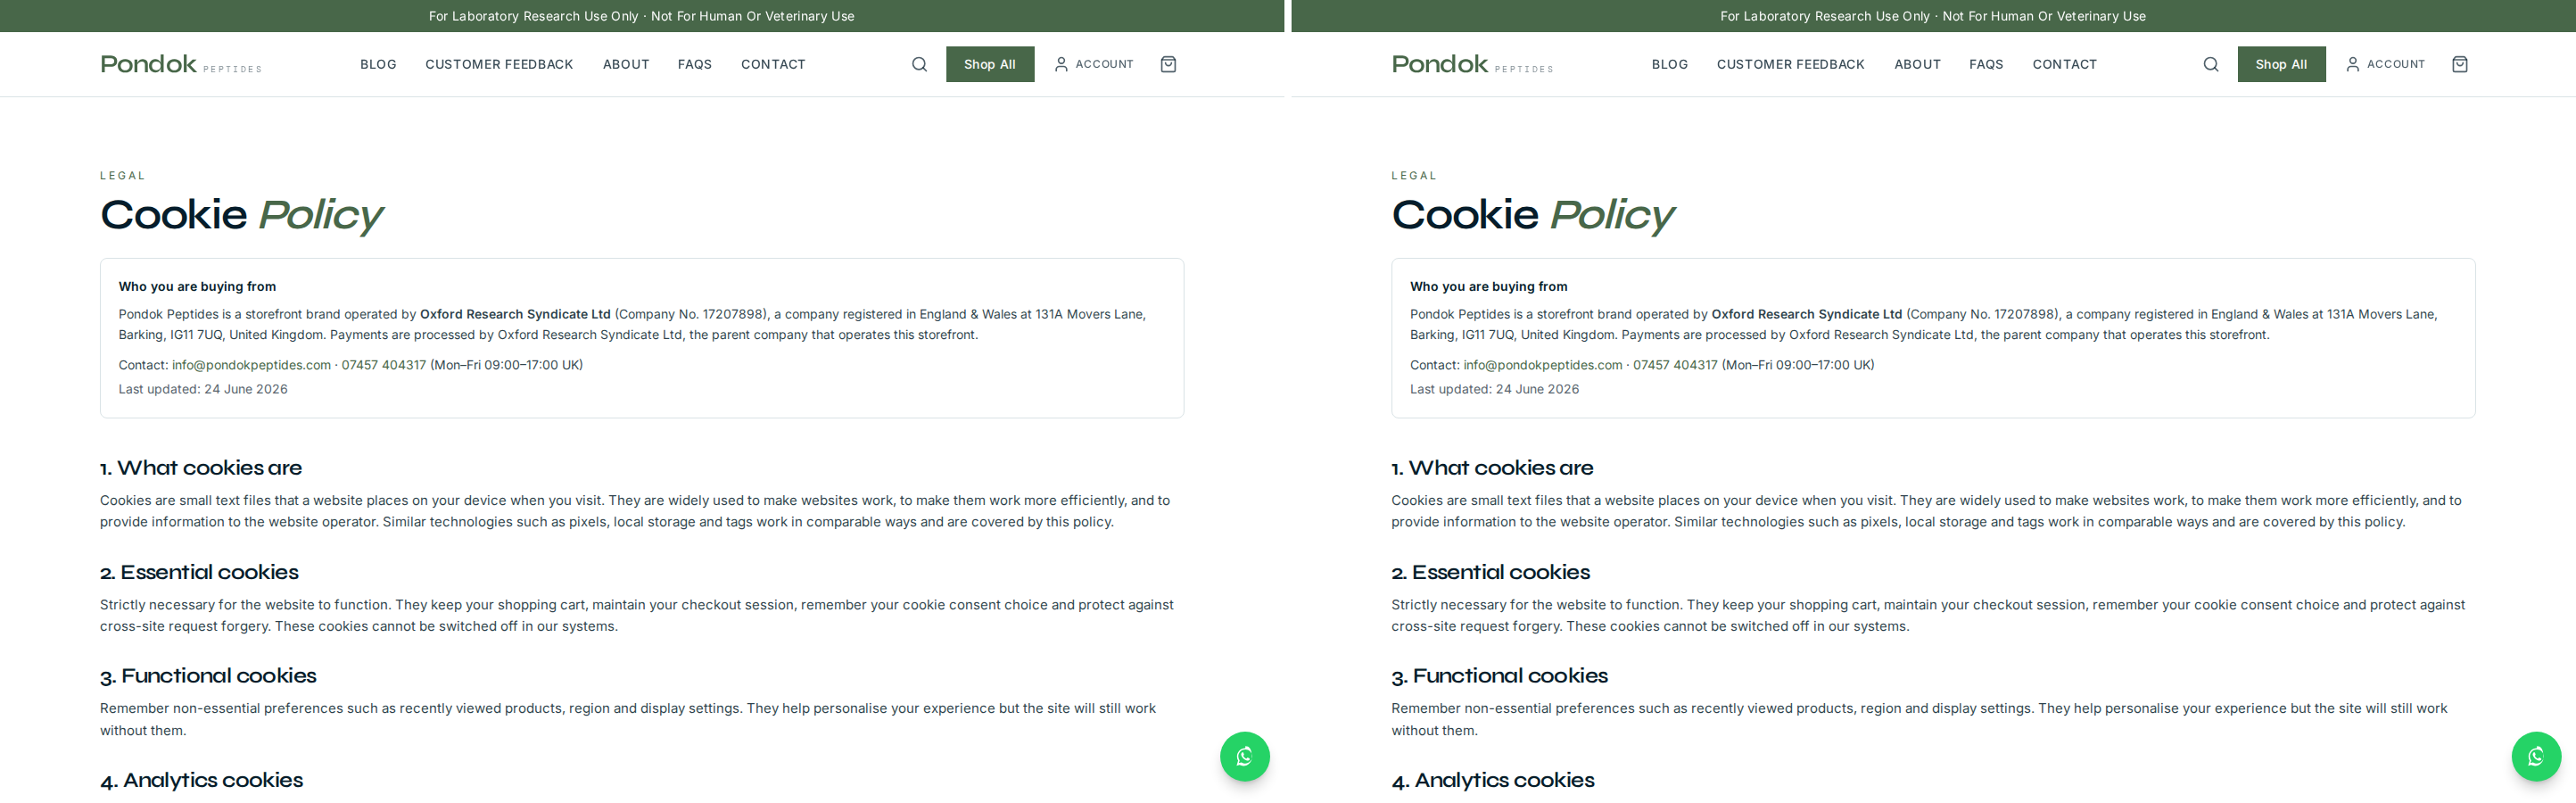 For Laboratory Research Use Only · Not For Human Or Veterinary Use
Pondok PEPTIDES BLOG CUSTOMER FEEDBACK ABOUT FAQS CONTACT Shop All ACCOUNT
LEGAL
Cookie Policy
Who you are buying from
Pondok Peptides is a storefront brand operated by Oxford Research Syndicate Ltd (Company No. 17207898), a company registered in England & Wales at 131A Movers Lane,
Barking, IG11 7UQ, United Kingdom. Payments are processed by Oxford Research Syndicate Ltd, the parent company that operates this storefront.
Contact: info@pondokpeptides.com · 07457 404317 (Mon–Fri 09:00–17:00 UK)
Last updated: 24 June 2026
1. What cookies are
Cookies are small text files that a website places on your device when you visit. They are widely used to make websites work, to make them work more efficiently, and to
provide information to the website operator. Similar technologies such as pixels, local storage and tags work in comparable ways and are covered by this policy.
2. Essential cookies
Strictly necessary for the website to function. They keep your shopping cart, maintain your checkout session, remember your cookie consent choice and protect against
cross-site request forgery. These cookies cannot be switched off in our systems.
3. Functional cookies
Remember non-essential preferences such as recently viewed products, region and display settings. They help personalise your experience but the site will still work
without them.
4. Analytics cookies
For Laboratory Research Use Only · Not For Human Or Veterinary Use
Pondok PEPTIDES BLOG CUSTOMER FEEDBACK ABOUT FAQS CONTACT Shop All ACCOUNT
LEGAL
Cookie Policy
Who you are buying from
Pondok Peptides is a storefront brand operated by Oxford Research Syndicate Ltd (Company No. 17207898), a company registered in England & Wales at 131A Movers Lane,
Barking, IG11 7UQ, United Kingdom. Payments are processed by Oxford Research Syndicate Ltd, the parent company that operates this storefront.
Contact: info@pondokpeptides.com · 07457 404317 (Mon–Fri 09:00–17:00 UK)
Last updated: 24 June 2026
1. What cookies are
Cookies are small text files that a website places on your device when you visit. They are widely used to make websites work, to make them work more efficiently, and to
provide information to the website operator. Similar technologies such as pixels, local storage and tags work in comparable ways and are covered by this policy.
2. Essential cookies
Strictly necessary for the website to function. They keep your shopping cart, maintain your checkout session, remember your cookie consent choice and protect against
cross-site request forgery. These cookies cannot be switched off in our systems.
3. Functional cookies
Remember non-essential preferences such as recently viewed products, region and display settings. They help personalise your experience but the site will still work
without them.
4. Analytics cookies